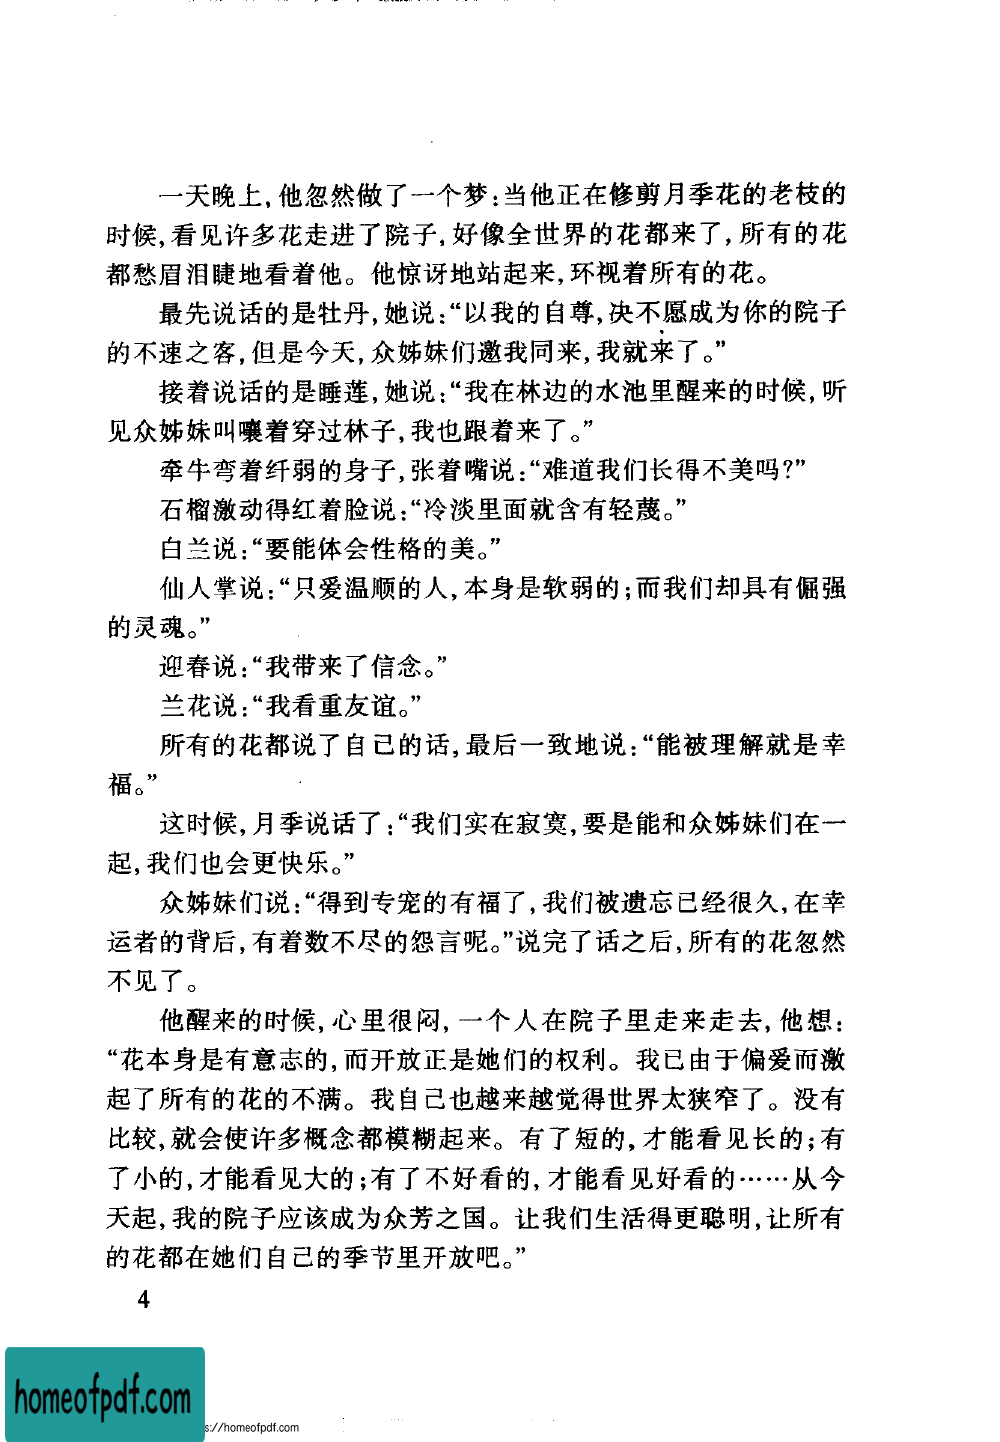 一天晚上,他忽然做了一个梦:当他正在修剪月季花的老枝的
时候,看见许多花走进了院子,好像全世界的花都来了,所有的花
都愁眉泪睫地看着他。他惊讶地站起来,环视着所有的花。
最先说话的是牡丹,她说:“以我的自尊,决不愿成为你的院子
的不速之客,但是今天,众姊妹们邀我同来,我就来了。”
接着说话的是睡莲,她说:“我在林边的水池里醒来的时候,听
见众姊妹叫嚷着穿过林子,我也跟着来了。”
牵牛弯着纤弱的身子,张着嘴说:“难道我们长得不美吗?”
石榴激动得红着脸说:“冷淡里面就含有轻蔑。”
白兰说:“要能体会性格的美。”
仙人掌说:“只爱温顺的人,本身是软弱的;而我们却具有倔强
的灵魂。”
迎春说:“我带来了信念。”
兰花说:“我看重友谊。”
所有的花都说了自己的话,最后一致地说:“能被理解就是幸
福。”
这时候,月季说话了:“我们实在寂寞,要是能和众姊妹们在一
起,我们也会更快乐。”
众姊妹们说:“得到专宠的有福了,我们被遗忘已经很久,在幸
运者的背后,有着数不尽的怨言呢。”说完了话之后,所有的花忽然
不见了。
他醒来的时候,心里很闷,一个人在院子里走来走去,他想:
“花本身是有意志的,而开放正是她们的权利。我已由于偏爱而激
起了所有的花的不满。我自己也越来越觉得世界太狭窄了。没有
比较,就会使许多概念都模糊起来。有了短的,才能看见长的;有
了小的,才能看见大的;有了不好看的,才能看见好看的……从今
天起,我的院子应该成为众芳之国。让我们生活得更聪明,让所有
的花都在她们自己的季节里开放吧。”
4
homeofpdf.com
s://homeofpdf.com